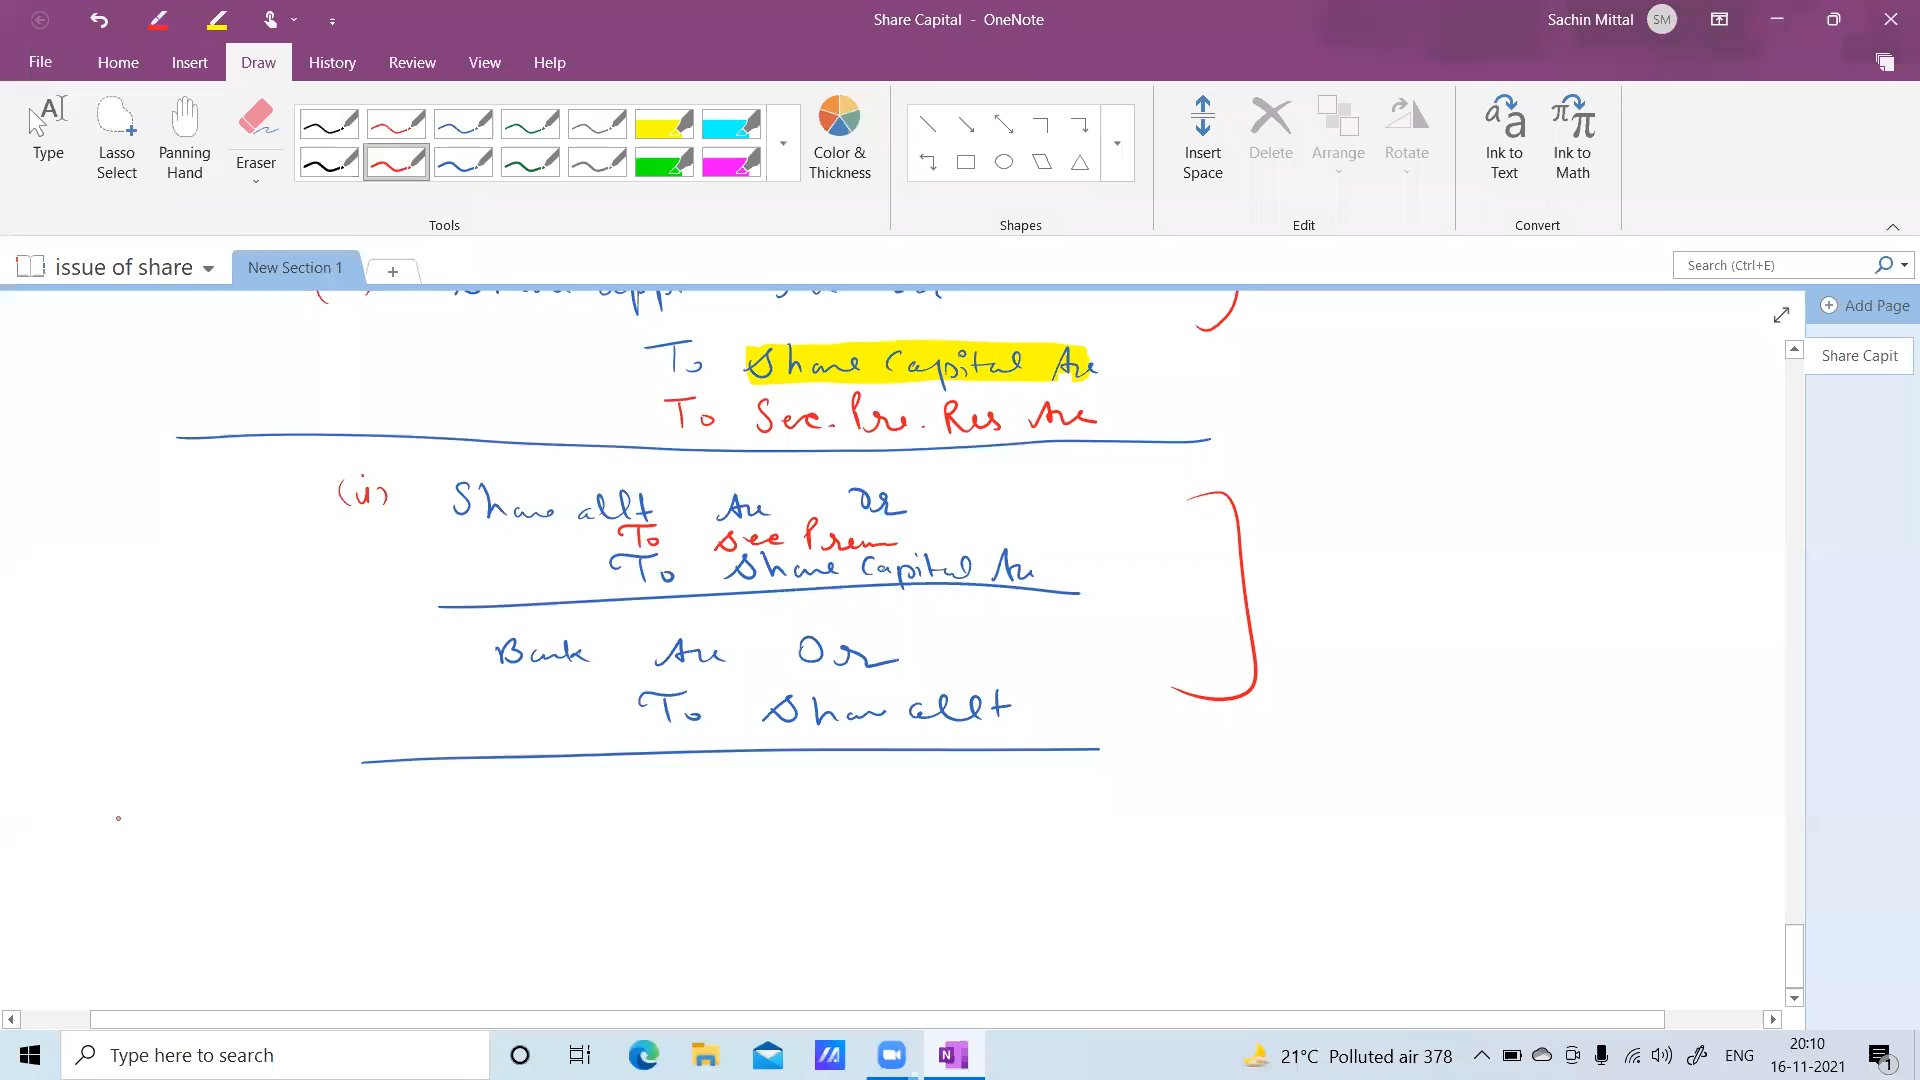 Share Capital - OneNote
Sachin Mittal SM
File Home Insert Draw History Review View Help
Type
Lasso Select
Panning Hand
Eraser
Color & Thickness
Insert Space
Delete
Arrange
Rotate
Ink to Text
Ink to Math
Tools
Shapes
Edit
Convert
issue of share
New Section 1
Search (Ctrl+E)
Add Page
Share Capit
To Share Capital A/c
To Sec. Pre. Res A/c
(ii) Share allt A/c Dr
To Sec Prem
To Share Capital A/c
Bank A/c Dr
To Share allt
Type here to search
21°C Polluted air 378
ENG
20:10
16-11-2021
1